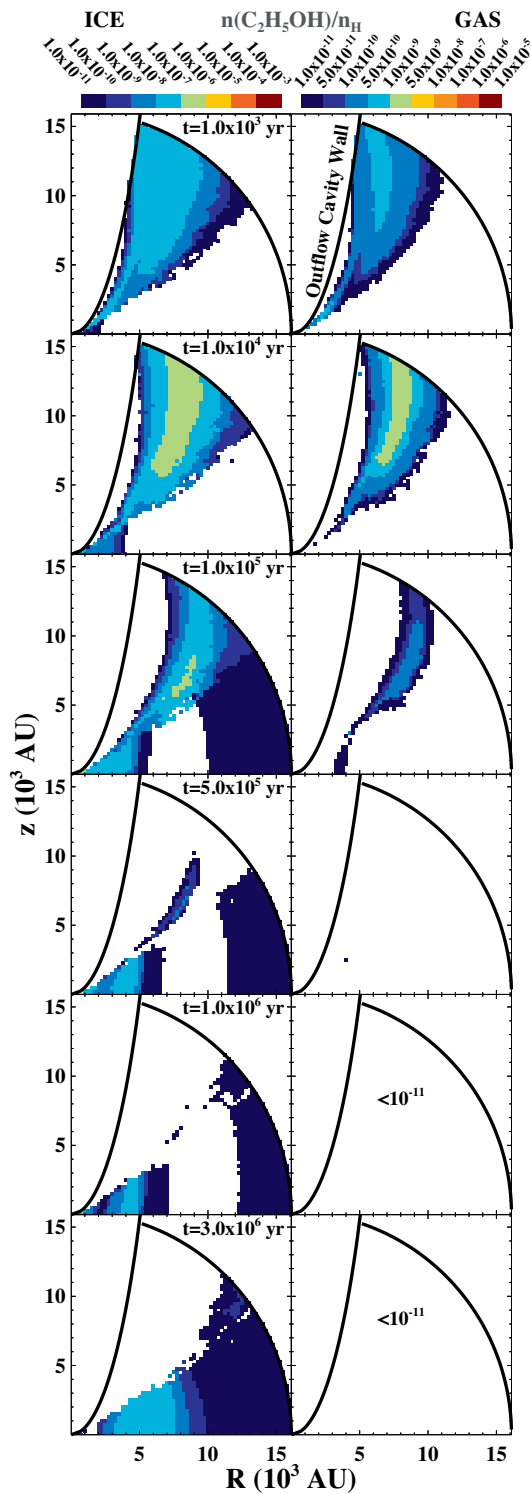 ICE n(C₂H₅OH)/n_H GAS
1.0x10⁻¹¹ 1.0x10⁻¹⁰ 1.0x10⁻⁹ 1.0x10⁻⁸ 1.0x10⁻⁷ 1.0x10⁻⁶ 1.0x10⁻⁵ 1.0x10⁻⁴ 1.0x10⁻³ 1.0x10⁻¹¹ 5.0x10⁻¹¹ 1.0x10⁻¹⁰ 5.0x10⁻¹⁰ 1.0x10⁻⁹ 5.0x10⁻⁹ 1.0x10⁻⁸ 1.0x10⁻⁷ 1.0x10⁻⁶ 1.0x10⁻⁵
t=1.0x10³ yr
Outflow Cavity Wall
15
10
5
t=1.0x10⁴ yr
15
10
5
t=1.0x10⁵ yr
15
10
5
z (10³ AU)
t=5.0x10⁵ yr
15
10
5
t=1.0x10⁶ yr
15
10
<10⁻¹¹
5
t=3.0x10⁶ yr
15
10
<10⁻¹¹
5
5 10 15 5 10 15
R (10³ AU) R (10³ AU)